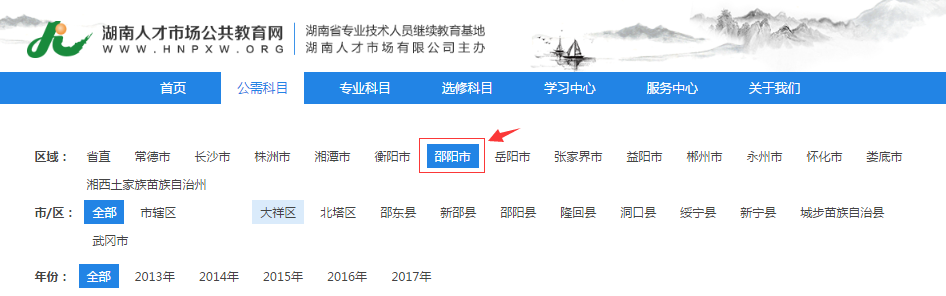 湖南人才市场公共教育网
WWW.HNPXW.ORG
湖南省专业技术人员继续教育基地
湖南人才市场有限公司主办
首页 公需科目 专业科目 选修科目 学习中心 服务中心 关于我们
区域： 省直 常德市 长沙市 株洲市 湘潭市 衡阳市 邵阳市 岳阳市 张家界市 益阳市 郴州市 永州市 怀化市 娄底市
湘西土家族苗族自治州
市/区： 全部 市辖区 大祥区 北塔区 邵东县 新邵县 邵阳县 隆回县 洞口县 绥宁县 新宁县 城步苗族自治县
武冈市
年份： 全部 2013年 2014年 2015年 2016年 2017年